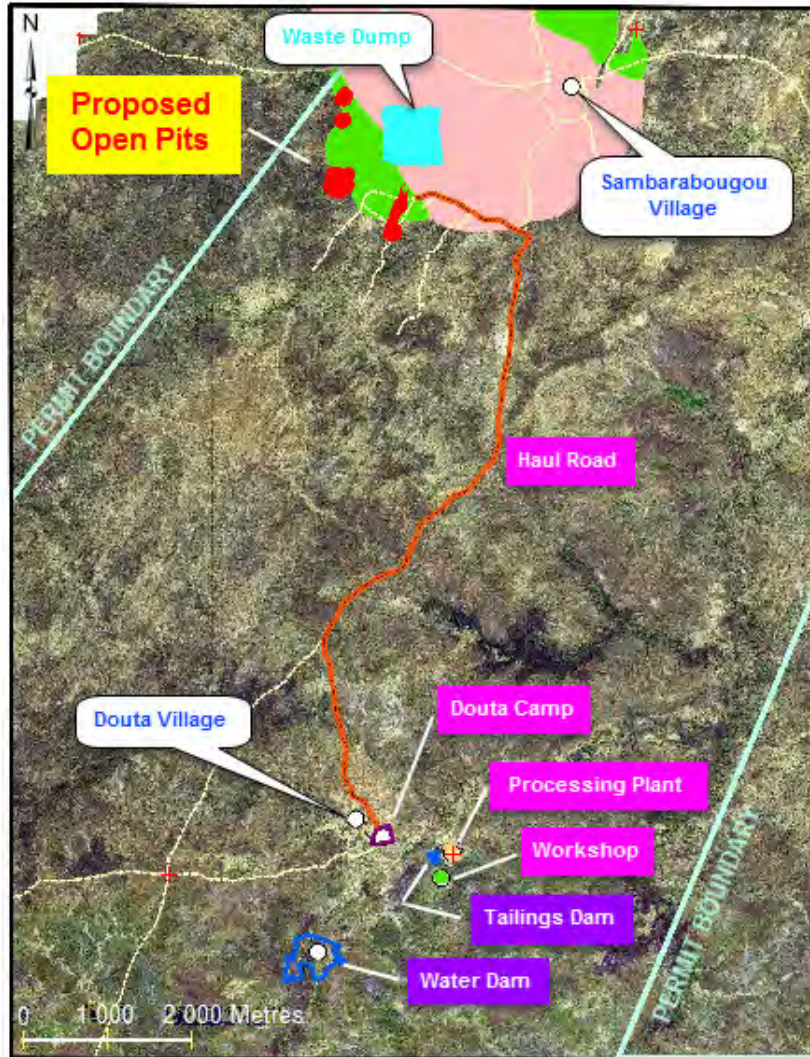 N
Waste Dump
Proposed
Open Pits
Sambarabougou
Village
PERMIT BOUNDARY
Haul Road
Douta Village
Douta Camp
Processing Plant
Workshop
Tailings Dam
Water Dam
PERMIT BOUNDARY
0 1 000 2 000 Metres